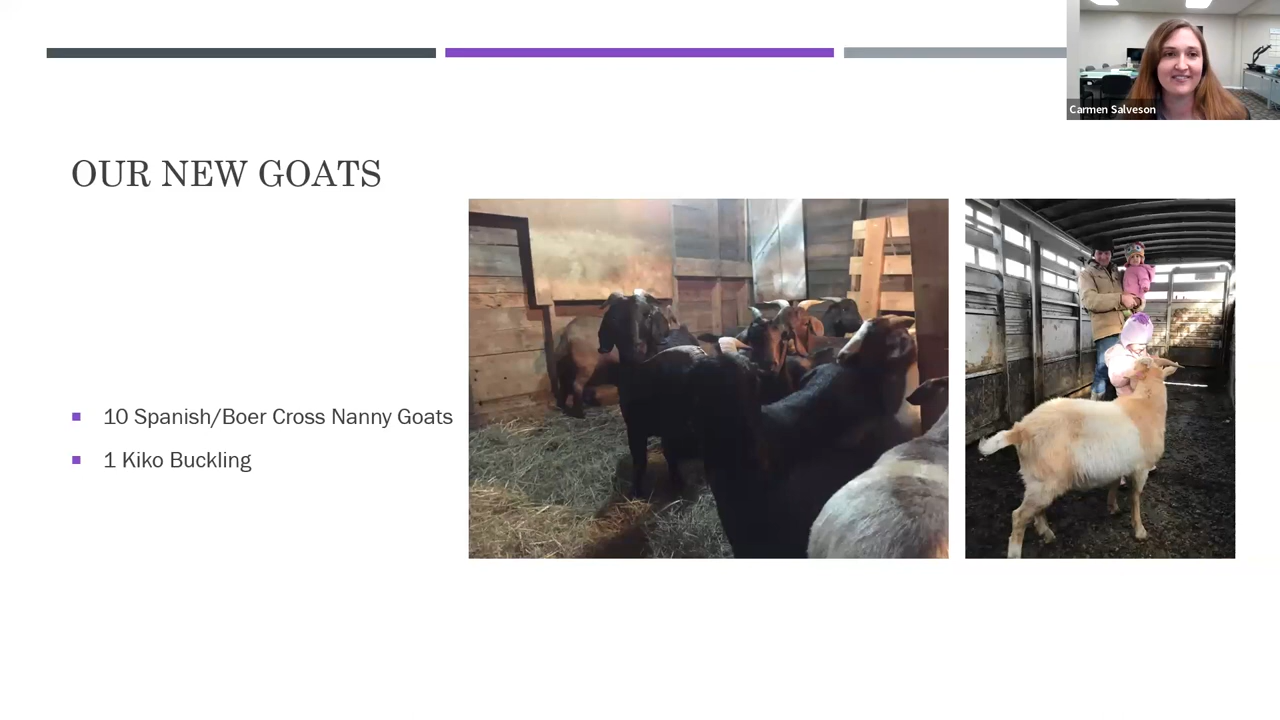 Carmen Salveson
OUR NEW GOATS
10 Spanish/Boer Cross Nanny Goats
1 Kiko Buckling